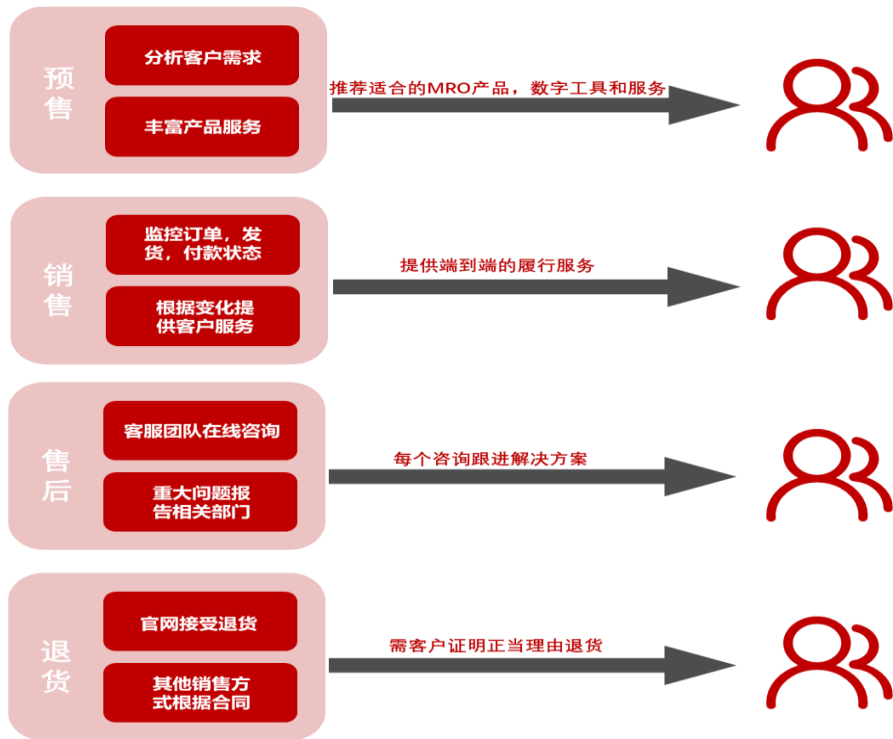 预售
分析客户需求
丰富产品服务
推荐适合的MRO产品，数字工具和服务
销售
监控订单，发
货，付款状态
根据变化提
供客户服务
提供端到端的履行服务
售后
客服团队在线咨询
重大问题报
告相关部门
每个咨询跟进解决方案
退货
官网接受退货
其他销售方
式根据合同
需客户证明正当理由退货